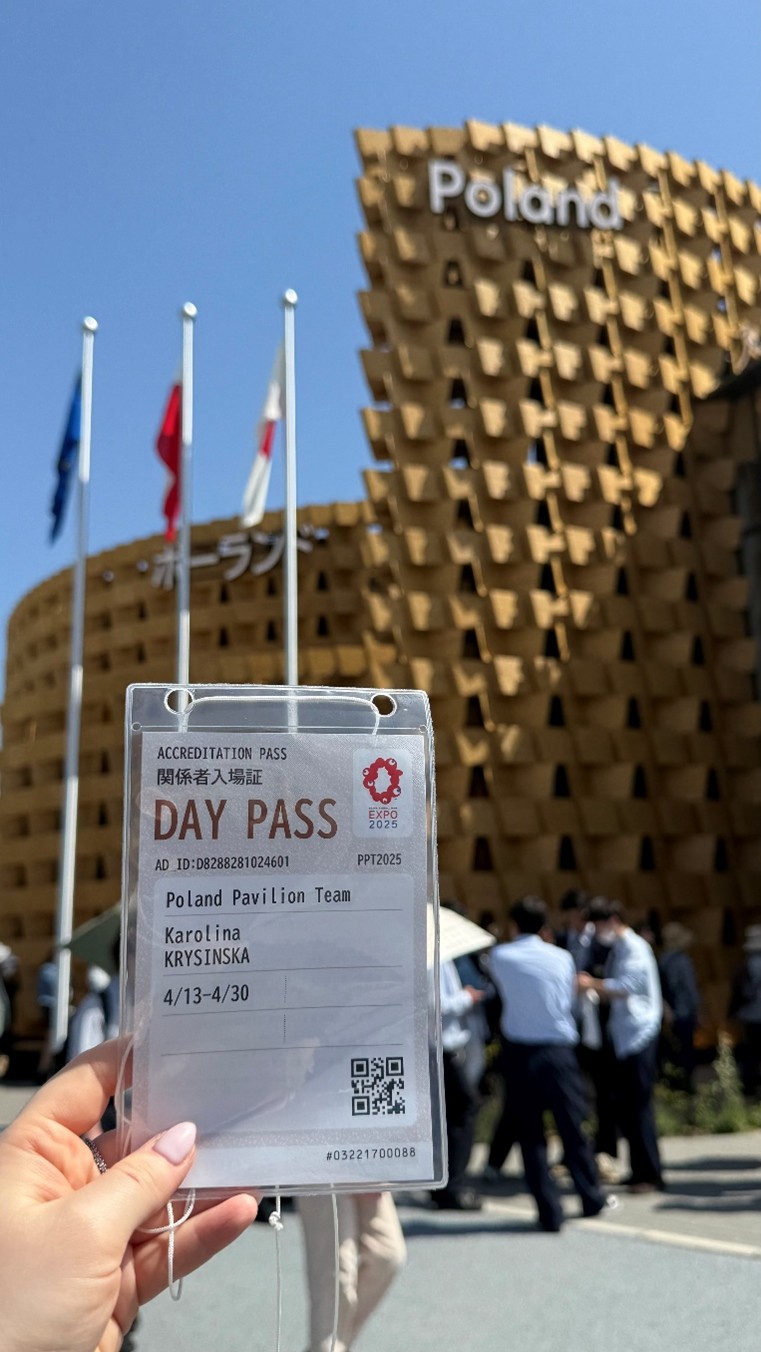 Poland
ポーランド
ACCREDITATION PASS
関係者入場証
DAY PASS
EXPO
2025
AD ID:D8288281024601
PPT2025
Poland Pavilion Team
Karolina
KRYSINSKA
4/13-4/30
#03221700088